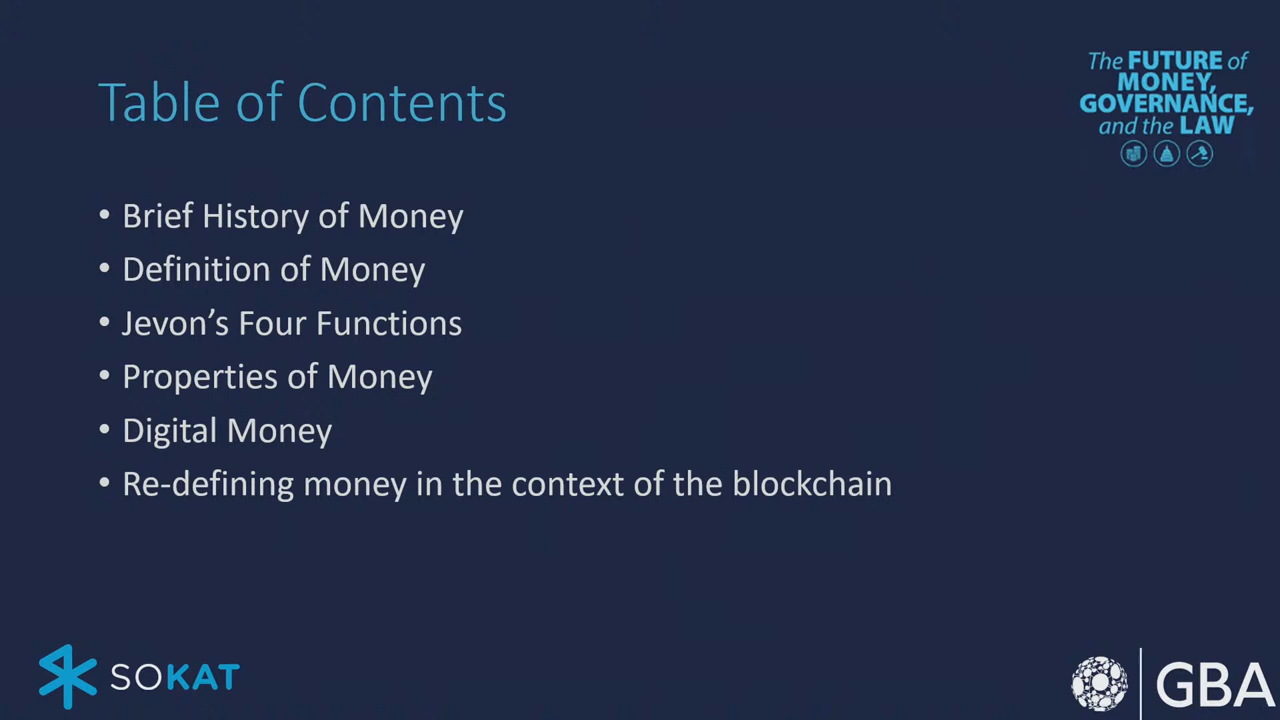 Table of Contents
The FUTURE of
MONEY,
GOVERNANCE,
and the LAW
• Brief History of Money
• Definition of Money
• Jevon’s Four Functions
• Properties of Money
• Digital Money
• Re-defining money in the context of the blockchain
SOKAT
GBA